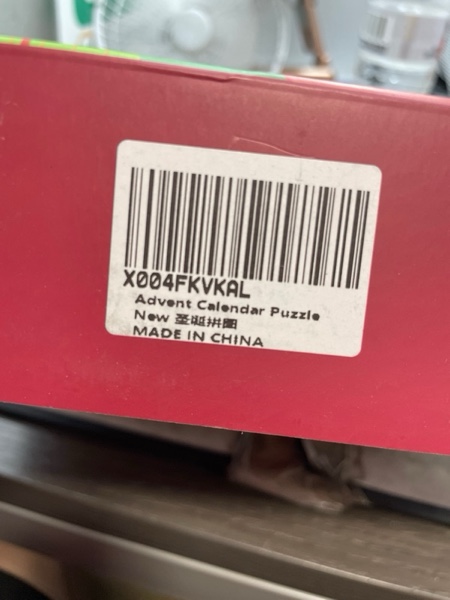 X004FKVKAL
Advent Calendar Puzzle
New 圣诞拼图
MADE IN CHINA